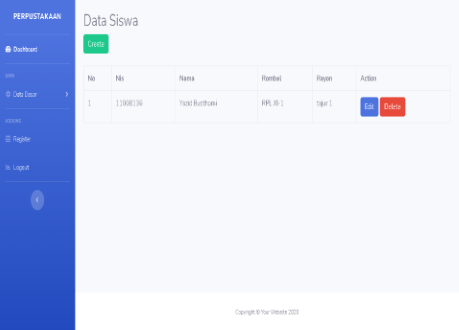 PERPUSTAKAAN
Dashboard
DATA
Data Dasar
ADDONS
Register
Logout
Data Siswa
Create
No Nis Nama Rombel Rayon Action
1 11908136 Yazid Busthomi RPL XI-1 tajur 1 Edit Delete
Copyright © Your Website 2020